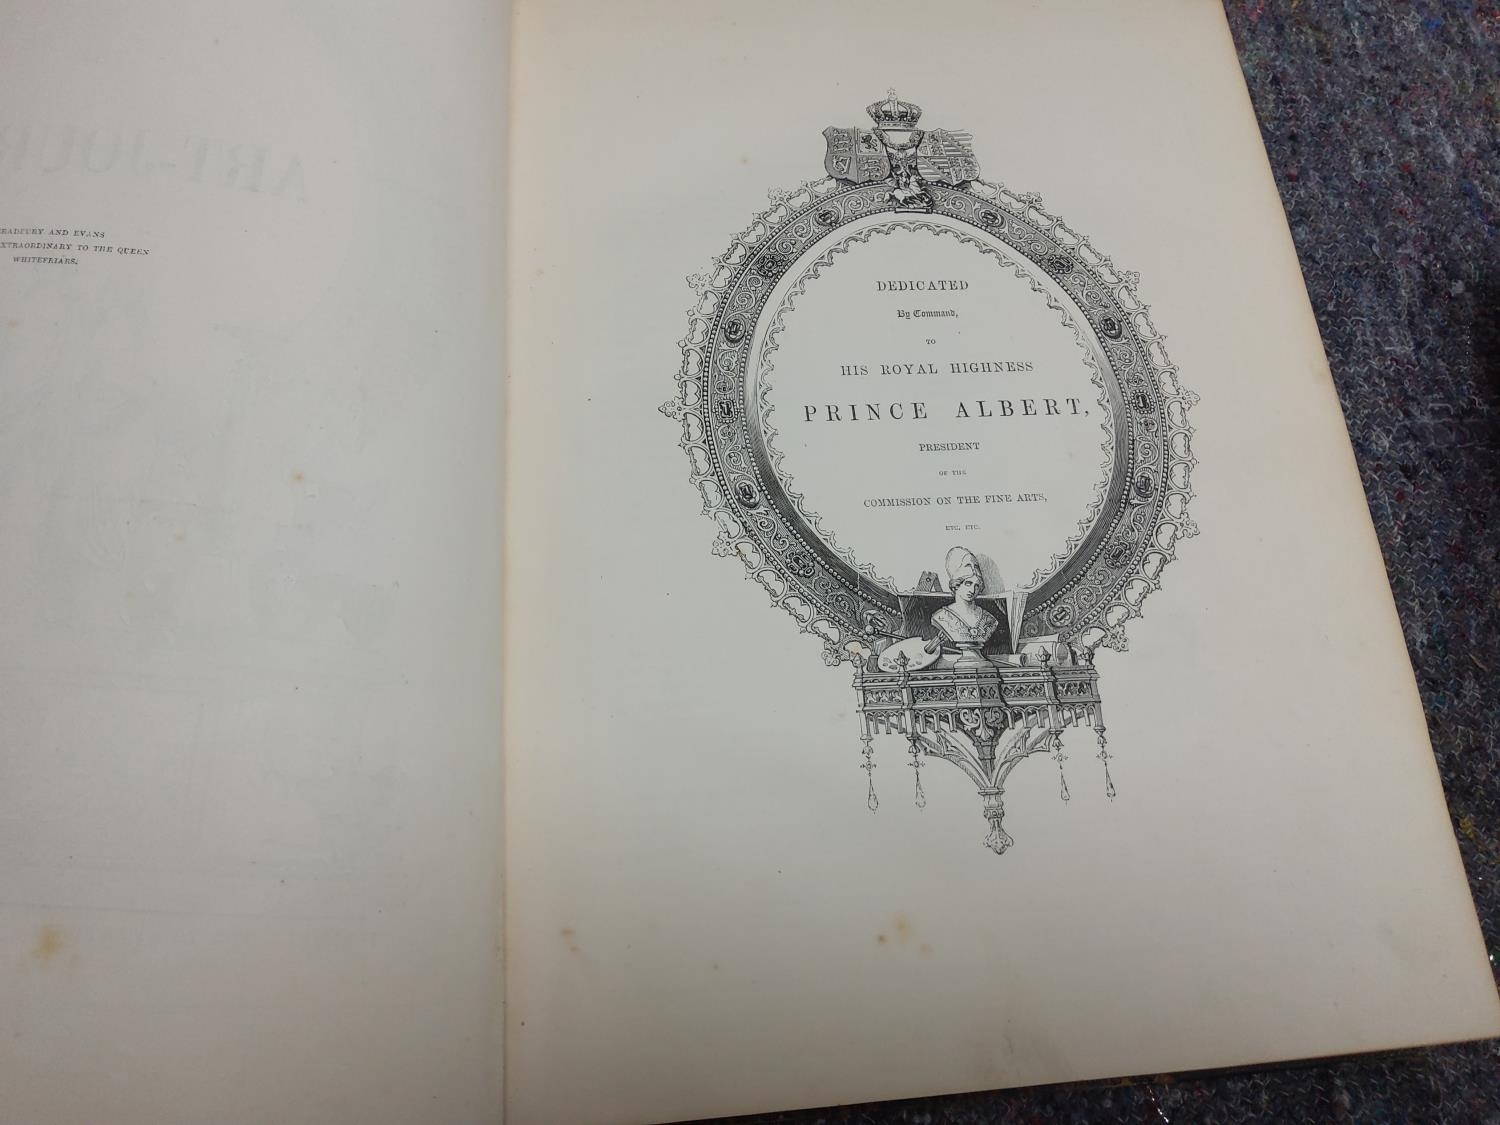 AND EVANS
EXTRAORDINARY TO THE QUEEN
WHITEFRIARS.
DEDICATED
By Command,
TO
HIS ROYAL HIGHNESS
PRINCE ALBERT,
PRESIDENT
OF THE
COMMISSION ON THE FINE ARTS,
ETC. ETC.